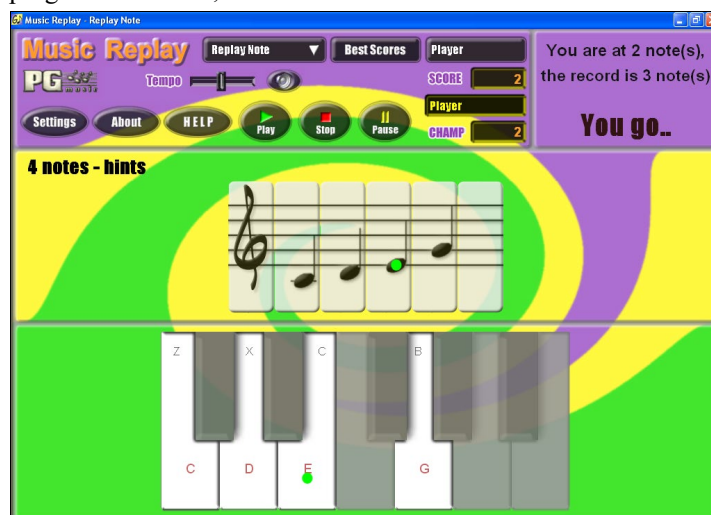 Music Replay - Replay Note
Music Replay
Replay Note
Best Scores
Player
You are at 2 note(s),
the record is 3 note(s)
PG music
Tempo
SCORE 2
Player
You go..
Settings
About
HELP
Play
Stop
Pause
CHAMP 2
4 notes - hints
Z X C B
C D E G